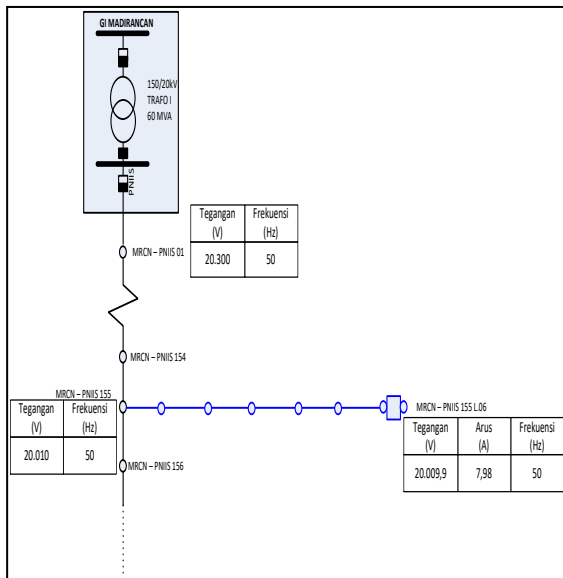 GI MADIRANCAN
150/20kV
TRAFO I
60 MVA
PNIIS
MRCN – PNIIS 01
Tegangan (V) Frekuensi (Hz)
20.300 50
MRCN – PNIIS 154
MRCN – PNIIS 155
Tegangan (V) Frekuensi (Hz)
20.010 50
MRCN – PNIIS 156
MRCN – PNIIS 155 L.06
Tegangan (V) Arus (A) Frekuensi (Hz)
20.009,9 7,98 50